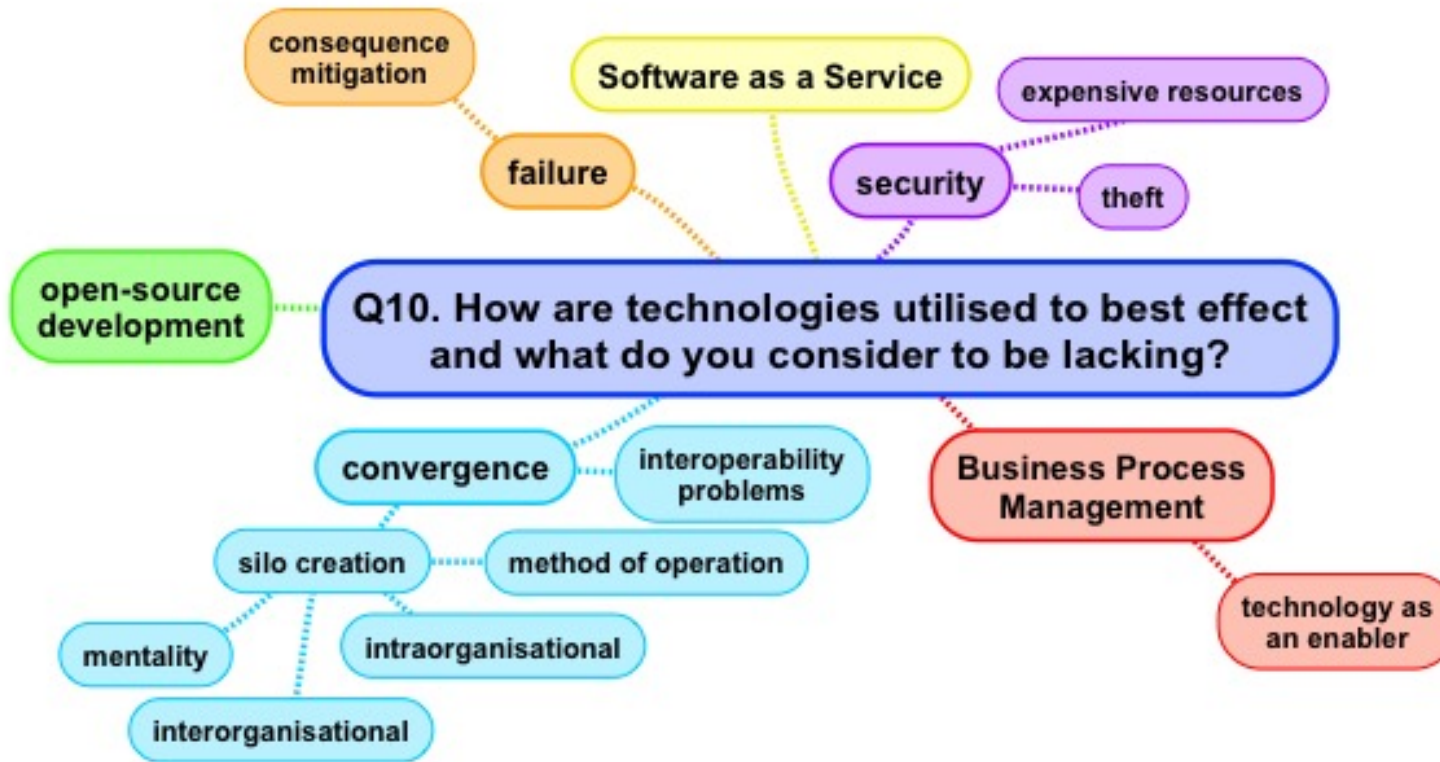 consequence
mitigation
Software as a Service
expensive resources
failure
security
theft
open-source
development
Q10. How are technologies utilised to best effect
and what do you consider to be lacking?
convergence
interoperability
problems
Business Process
Management
silo creation
method of operation
technology as
an enabler
mentality
intraorganisational
interorganisational